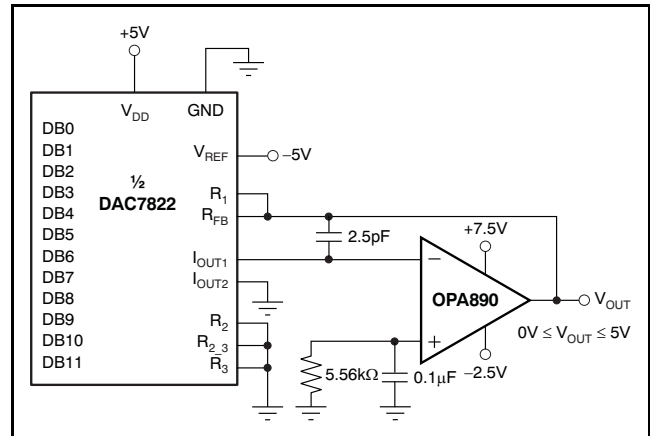 +5V
V_DD GND
DB0
DB1
DB2
DB3
DB4
DB5
DB6
DB7
DB8
DB9
DB10
DB11
½
DAC7822
V_REF
–5V
R_1
R_FB
I_OUT1
I_OUT2
R_2
R_2_3
R_3
2.5pF
+7.5V
–
OPA890
+
–2.5V
V_OUT
0V ≤ V_OUT ≤ 5V
5.56kΩ
0.1μF